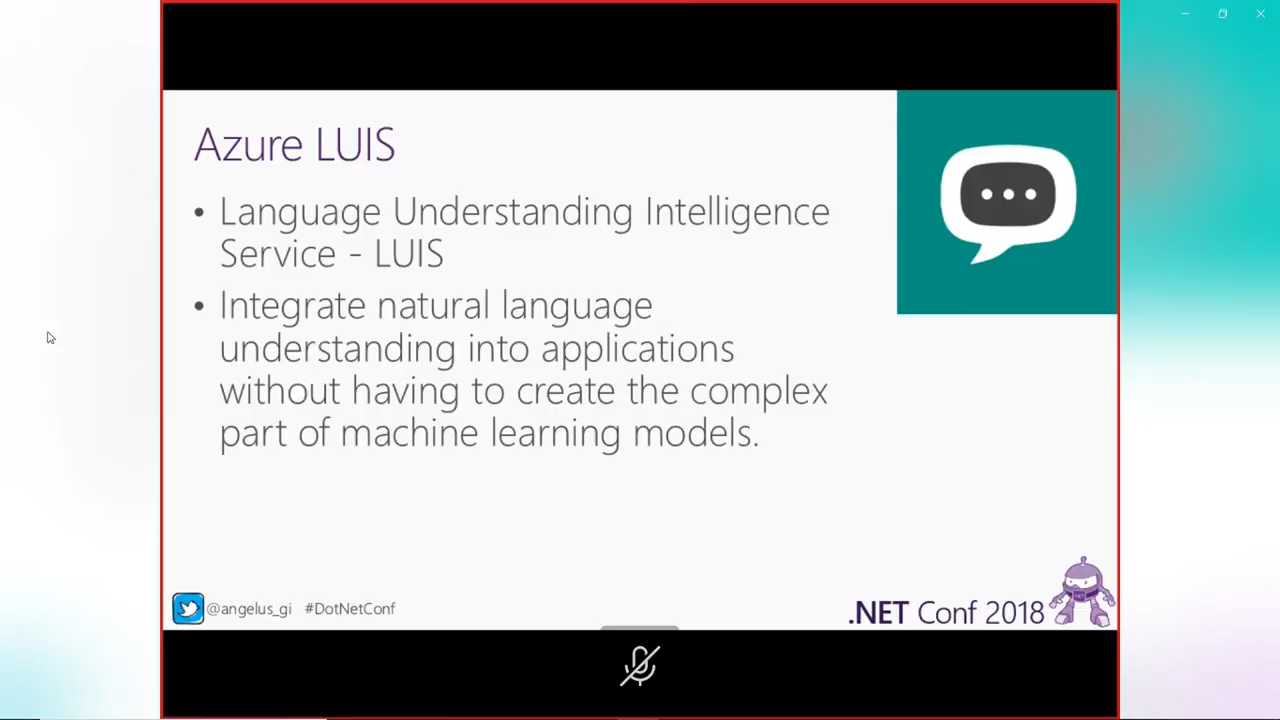 Azure LUIS
• Language Understanding Intelligence
Service - LUIS
• Integrate natural language
understanding into applications
without having to create the complex
part of machine learning models.
@angelus_gi #DotNetConf
.NET Conf 2018